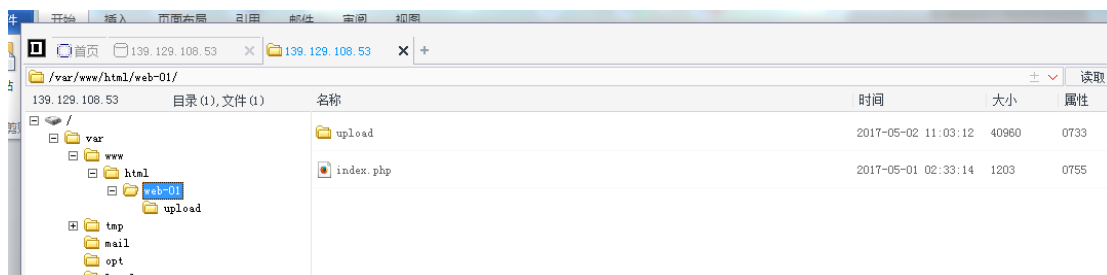 件 开始 插入 页面布局 引用 邮件 审阅 视图
首页 139.129.108.53 × 139.129.108.53 × +
/var/www/html/web-01/ 读取
139.129.108.53 目录(1),文件(1) 名称 时间 大小 属性
/
var
www
html
web-01
upload
tmp
mail
opt
upload 2017-05-02 11:03:12 40960 0733
index.php 2017-05-01 02:33:14 1203 0755